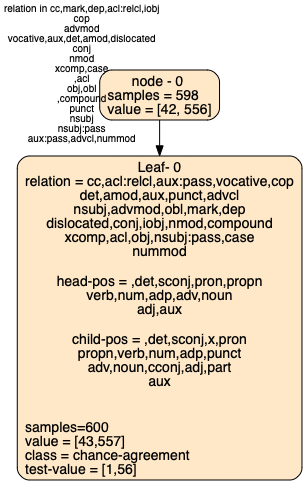 relation in cc,mark,dep,acl:relcl,iobj
cop
advmod
vocative,aux,det,amod,dislocated
conj
nmod
xcomp,case
,acl
obj,obl
,compound
punct
nsubj
nsubj:pass
aux:pass,advcl,nummod
node - 0
samples = 598
value = [42, 556]
Leaf- 0
relation = cc,acl:relcl,aux:pass,vocative,cop
det,amod,aux,punct,advcl
nsubj,advmod,obl,mark,dep
dislocated,conj,iobj,nmod,compound
xcomp,acl,obj,nsubj:pass,case
nummod
head-pos = ,det,sconj,pron,propn
verb,num,adp,adv,noun
adj,aux
child-pos = ,det,sconj,x,pron
propn,verb,num,adp,punct
adv,noun,cconj,adj,part
aux
samples=600
value = [43,557]
class = chance-agreement
test-value = [1,56]